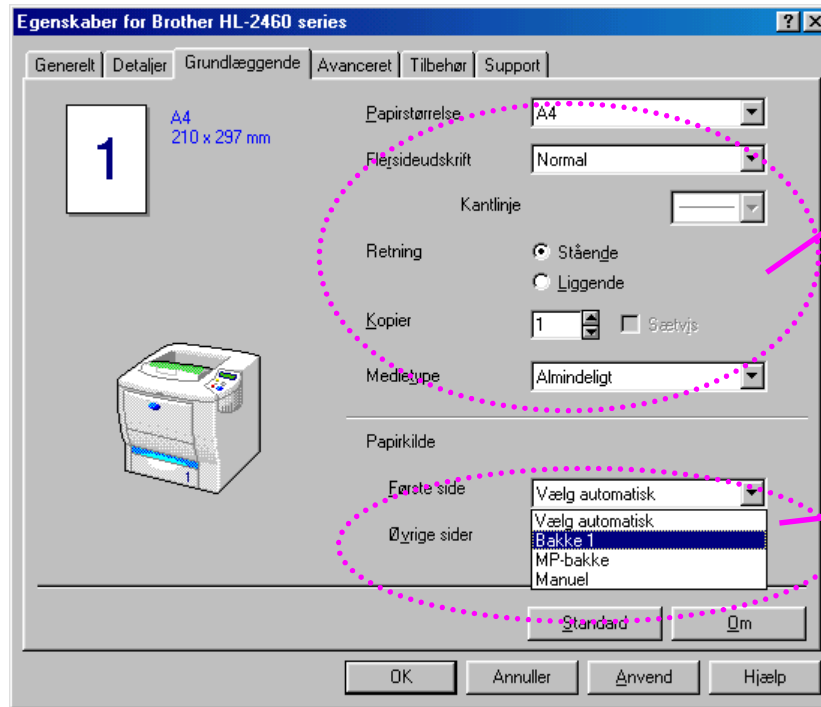 Egenskaber for Brother HL-2460 series
Generelt Detaljer Grundlæggende Avanceret Tilbehør Support
1
A4
210 x 297 mm
Papirstørrelse A4
Flersideudskrift Normal
Kantlinje
Retning Stående
Liggende
Kopier 1 Sætvjs
Medietype Almindeligt
1
Papirkilde
Første side Vælg automatisk
Vælg automatisk
Øvrige sider Bakke 1
MP-bakke
Manuel
Standard Om
OK Annuller Anvend Hjælp